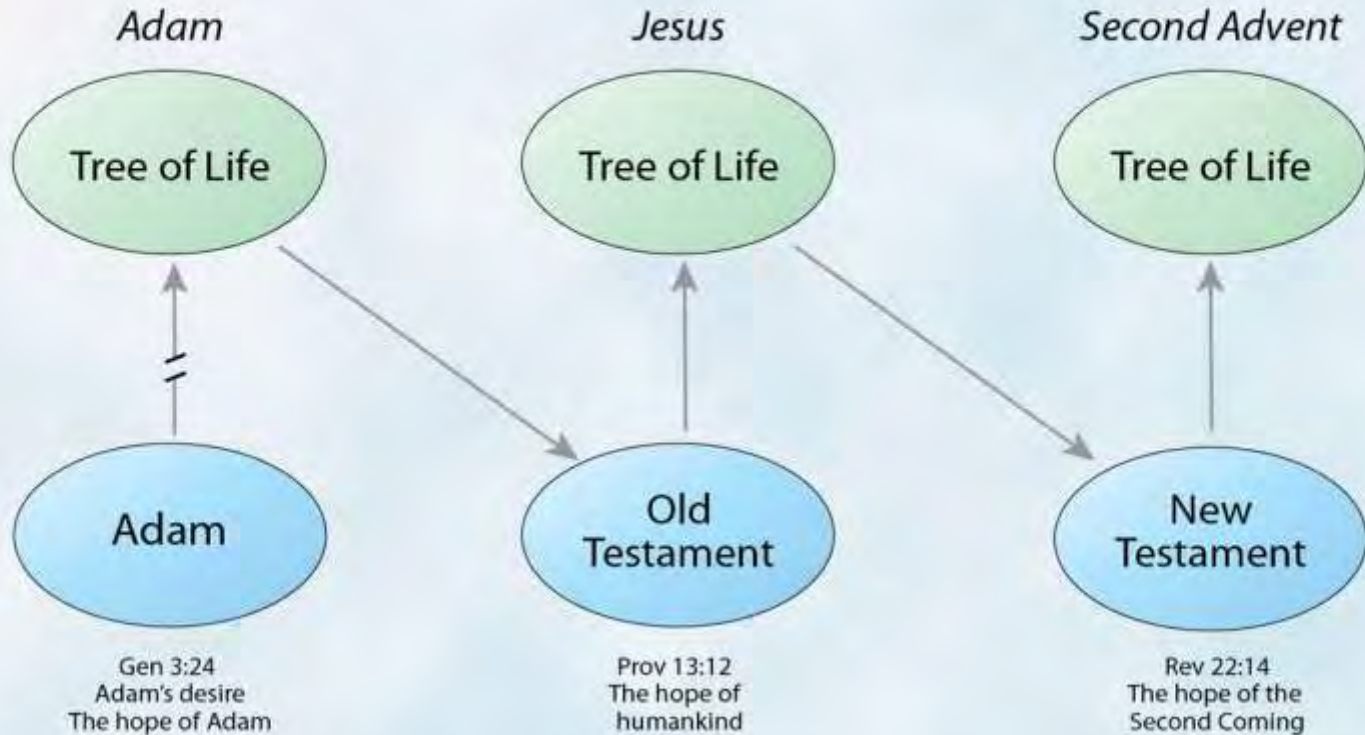 Adam
Jesus
Second Advent
Tree of Life
Tree of Life
Tree of Life
Adam
Old
Testament
New
Testament
Gen 3:24
Adam's desire
The hope of Adam
Prov 13:12
The hope of
humankind
Rev 22:14
The hope of the
Second Coming